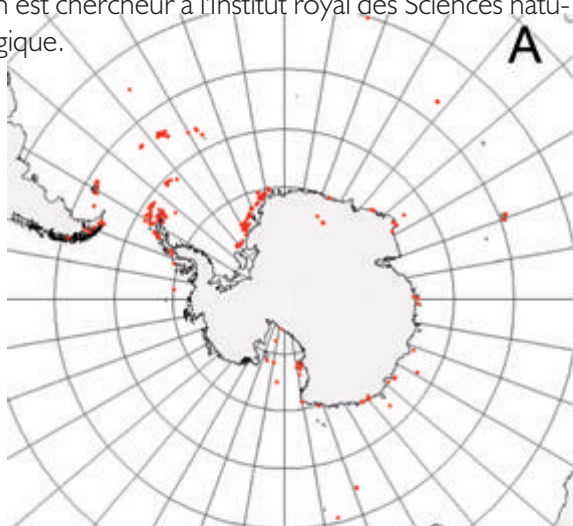 est chercheur à l'Institut royal des Sciences natu-
gique.
A